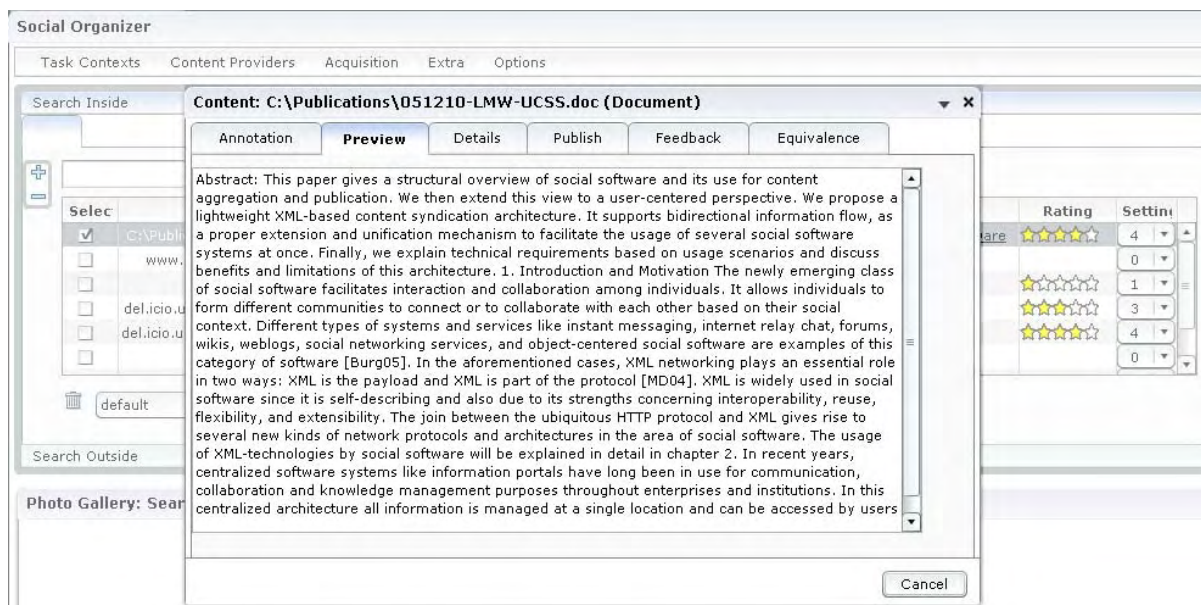 Social Organizer
Task Contexts Content Providers Acquisition Extra Options
Search Inside
Content: C:\Publications\051210-LMW-UCSS.doc (Document)
Annotation Preview Details Publish Feedback Equivalence
Abstract: This paper gives a structural overview of social software and its use for content
aggregation and publication. We then extend this view to a user-centered perspective. We propose a
lightweight XML-based content syndication architecture. It supports bidirectional information flow, as
a proper extension and unification mechanism to facilitate the usage of several social software
systems at once. Finally, we explain technical requirements based on usage scenarios and discuss
benefits and limitations of this architecture. 1. Introduction and Motivation The newly emerging class
of social software facilitates interaction and collaboration among individuals. It allows individuals to
form different communities to connect or to collaborate with each other based on their social
context. Different types of systems and services like instant messaging, internet relay chat, forums,
wikis, weblogs, social networking services, and object-centered social software are examples of this
category of software [Burg05]. In the aforementioned cases, XML networking plays an essential role
in two ways: XML is the payload and XML is part of the protocol [MD04]. XML is widely used in social
software since it is self-describing and also due to its strengths concerning interoperability, reuse,
flexibility, and extensibility. The join between the ubiquitous HTTP protocol and XML gives rise to
several new kinds of network protocols and architectures in the area of social software. The usage
of XML-technologies by social software will be explained in detail in chapter 2. In recent years,
centralized software systems like information portals have long been in use for communication,
collaboration and knowledge management purposes throughout enterprises and institutions. In this
centralized architecture all information is managed at a single location and can be accessed by users
Cancel
Selec
C:\Publi
www.
del.icio.u
del.icio.u
default
Rating Setting
are 4
0
1
3
4
0
Search Outside
Photo Gallery: Sear